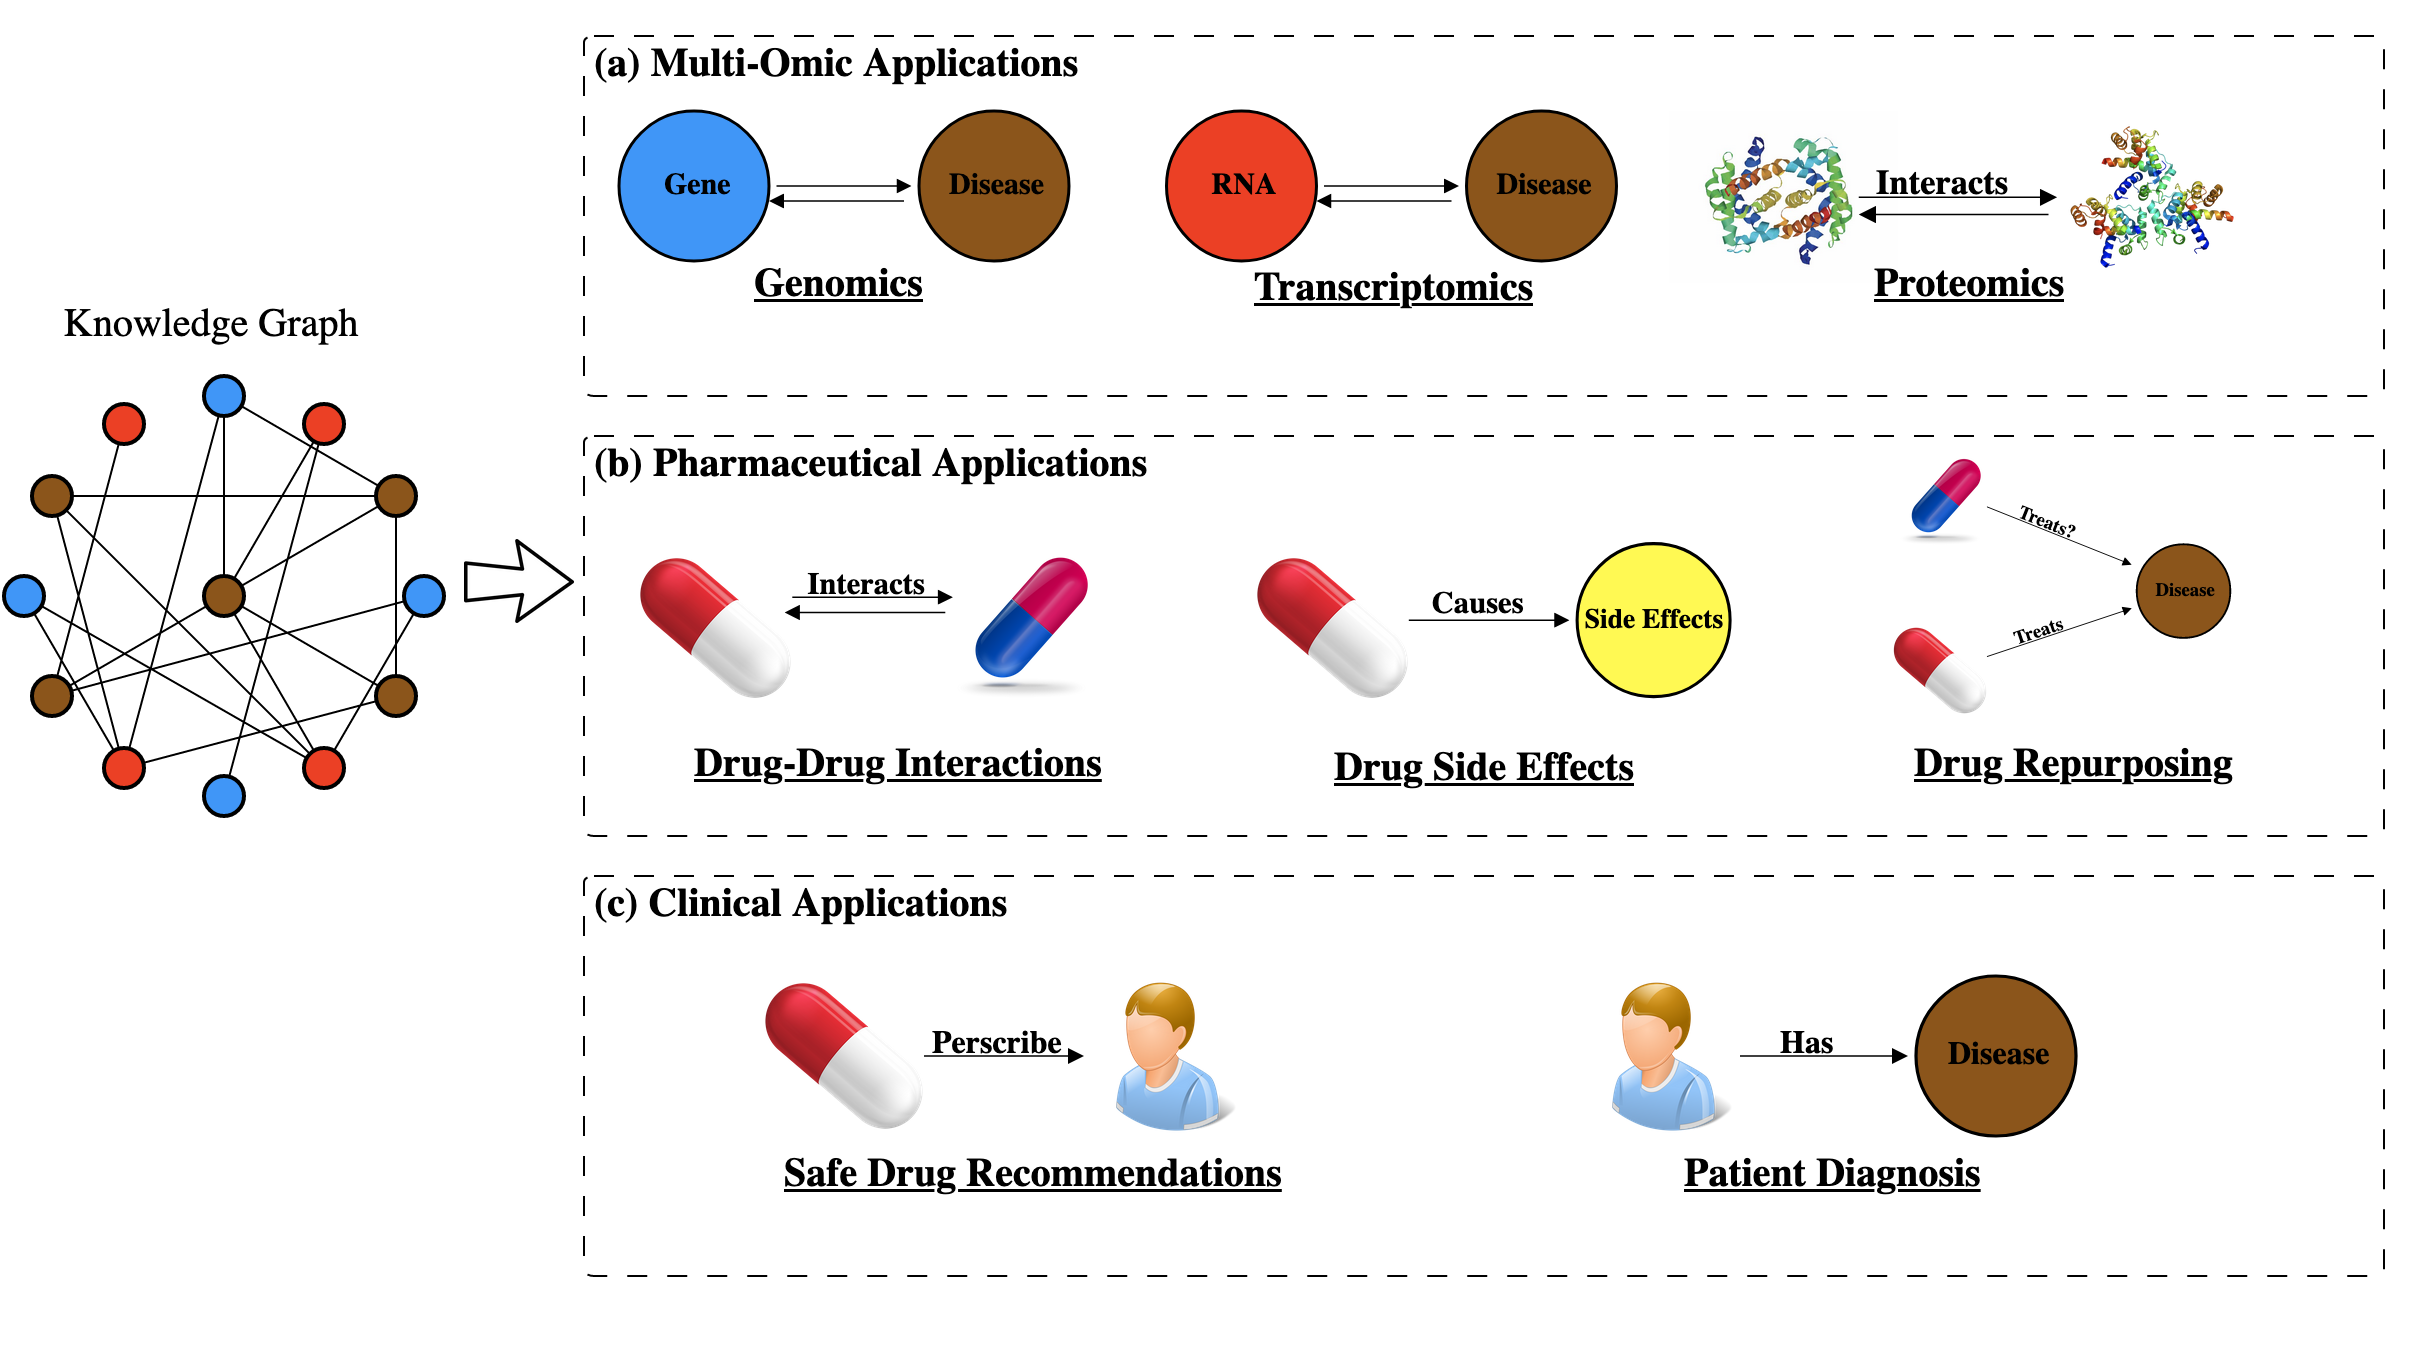 Knowledge Graph
(a) Multi-Omic Applications
Gene
Disease
Genomics
RNA
Disease
Transcriptomics
Interacts
Proteomics
(b) Pharmaceutical Applications
Interacts
Drug-Drug Interactions
Causes
Side Effects
Drug Side Effects
Treats?
Treats
Disease
Drug Repurposing
(c) Clinical Applications
Perscribe
Safe Drug Recommendations
Has
Disease
Patient Diagnosis